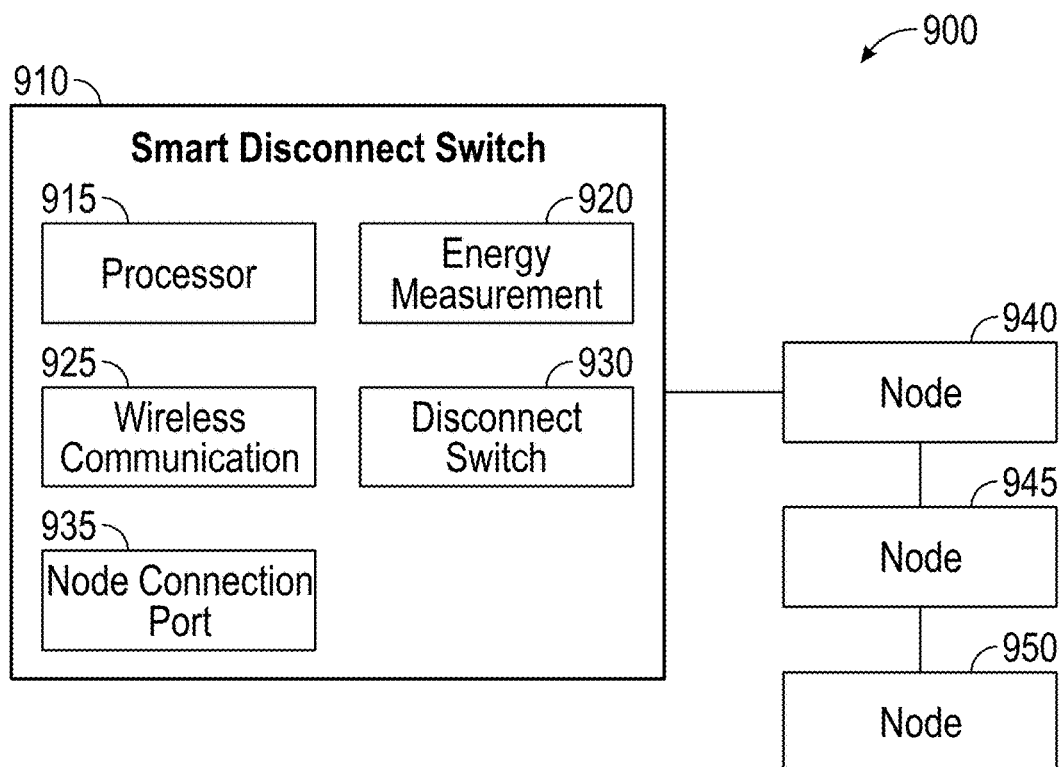 900
910
Smart Disconnect Switch
915
Processor
920
Energy
Measurement
925
Wireless
Communication
930
Disconnect
Switch
935
Node Connection
Port
940
Node
945
Node
950
Node